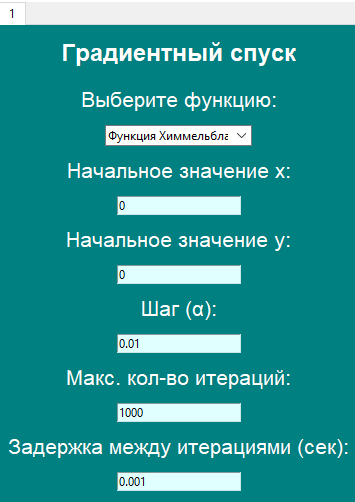 1
Градиентный спуск
Выберите функцию:
Функция Химмельбла
Начальное значение x:
0
Начальное значение y:
0
Шаг (α):
0.01
Макс. кол-во итераций:
1000
Задержка между итерациями (сек):
0.001